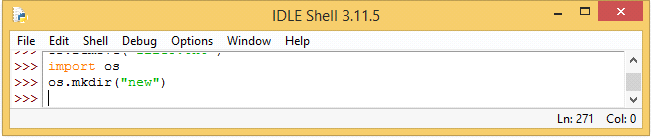 IDLE Shell 3.11.5
File Edit Shell Debug Options Window Help
>>>
>>> import os
>>> os.mkdir("new")
>>>
Ln: 271 Col: 0